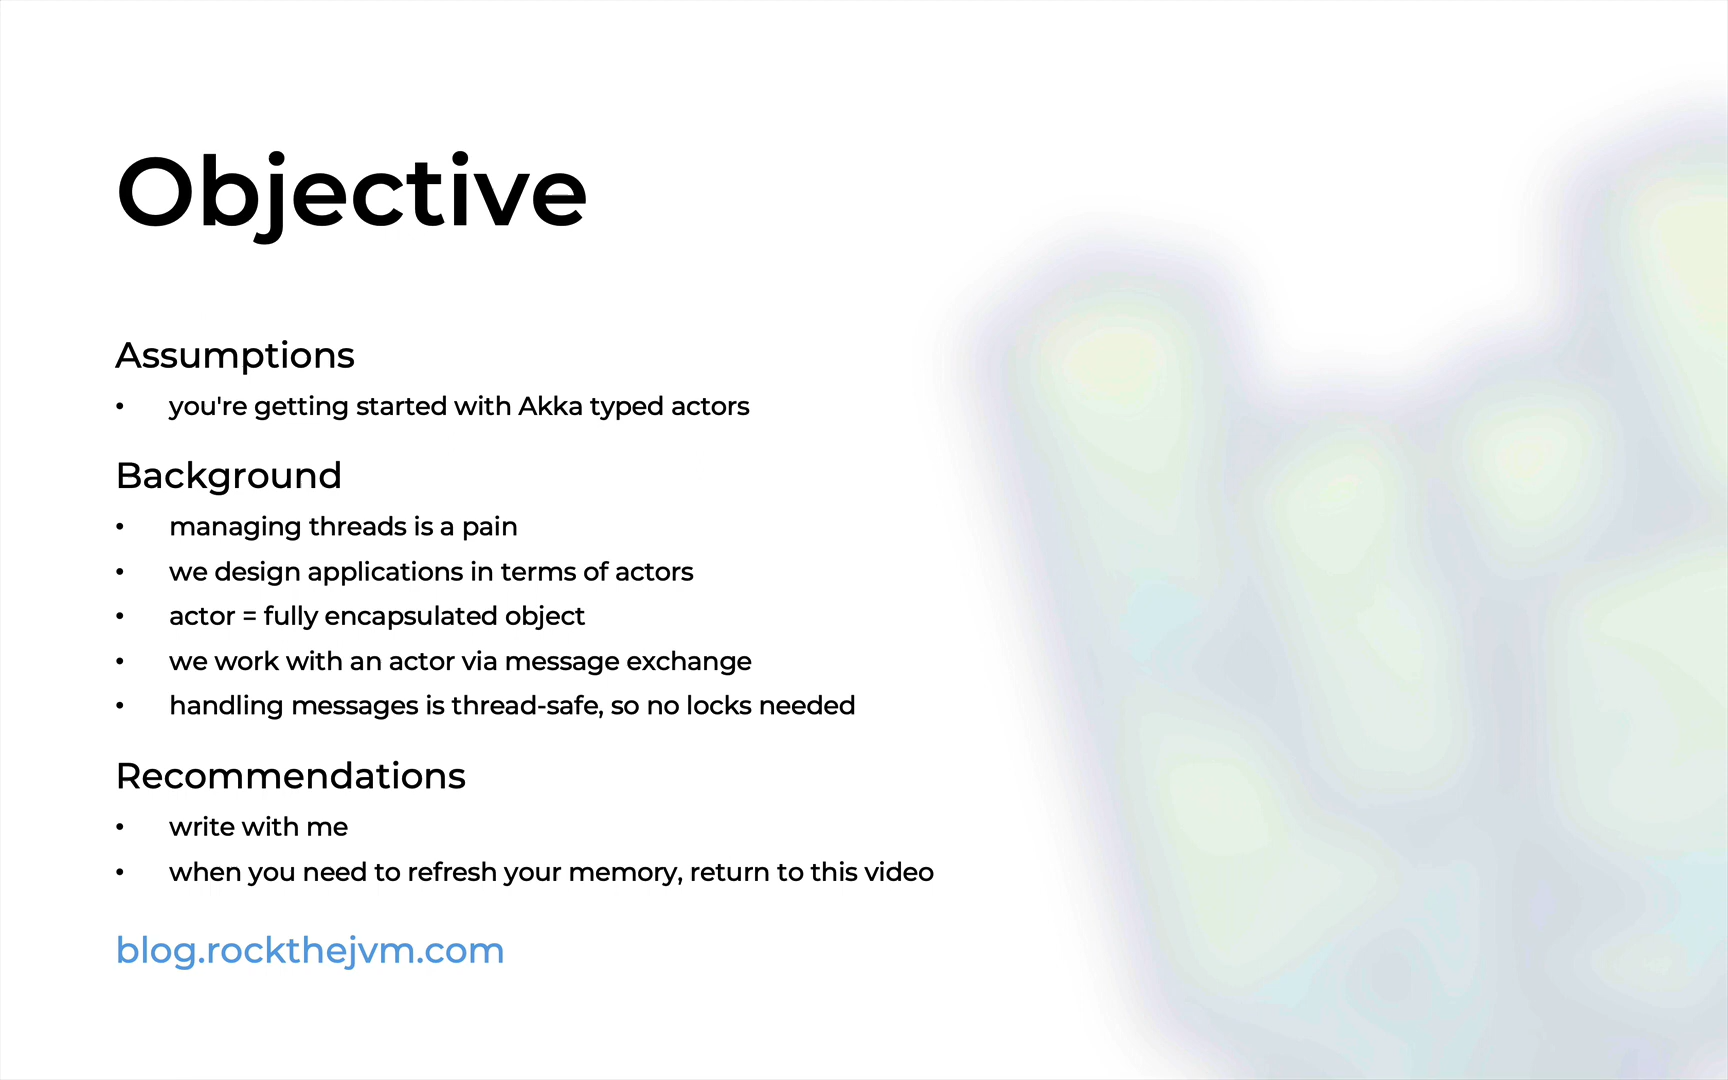 Objective
Assumptions
• you're getting started with Akka typed actors
Background
• managing threads is a pain
• we design applications in terms of actors
• actor = fully encapsulated object
• we work with an actor via message exchange
• handling messages is thread-safe, so no locks needed
Recommendations
• write with me
• when you need to refresh your memory, return to this video
blog.rockthejvm.com